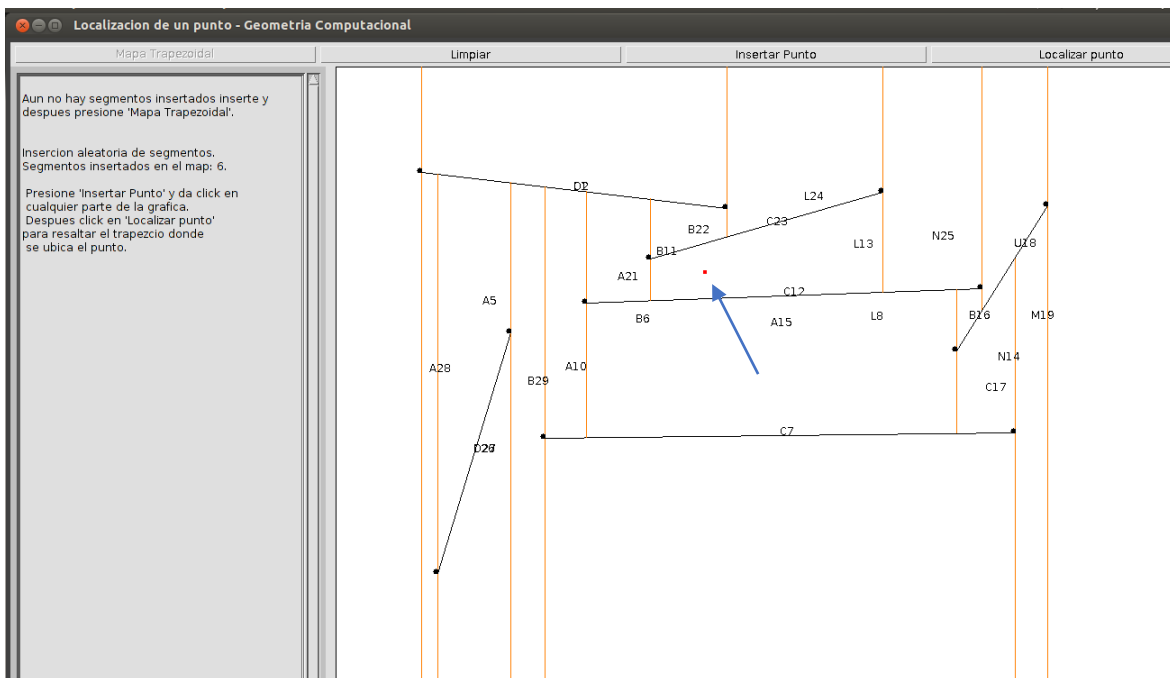 Localizacion de un punto - Geometria Computacional
Mapa Trapezoidal
Limpiar
Insertar Punto
Localizar punto
Aun no hay segmentos insertados inserte y
despues presione 'Mapa Trapezoidal'.
Insercion aleatoria de segmentos.
Segmentos insertados en el map: 6.
Presione 'Insertar Punto' y da click en
cualquier parte de la grafica.
Despues click en 'Localizar punto'
para resaltar el trapezcio donde
se ubica el punto.
L24
C23
B22
N25
L13
U18
B11
A21
C12
A5
B6
A15
L8
B16
M19
A28
A10
B29
N14
C17
C7